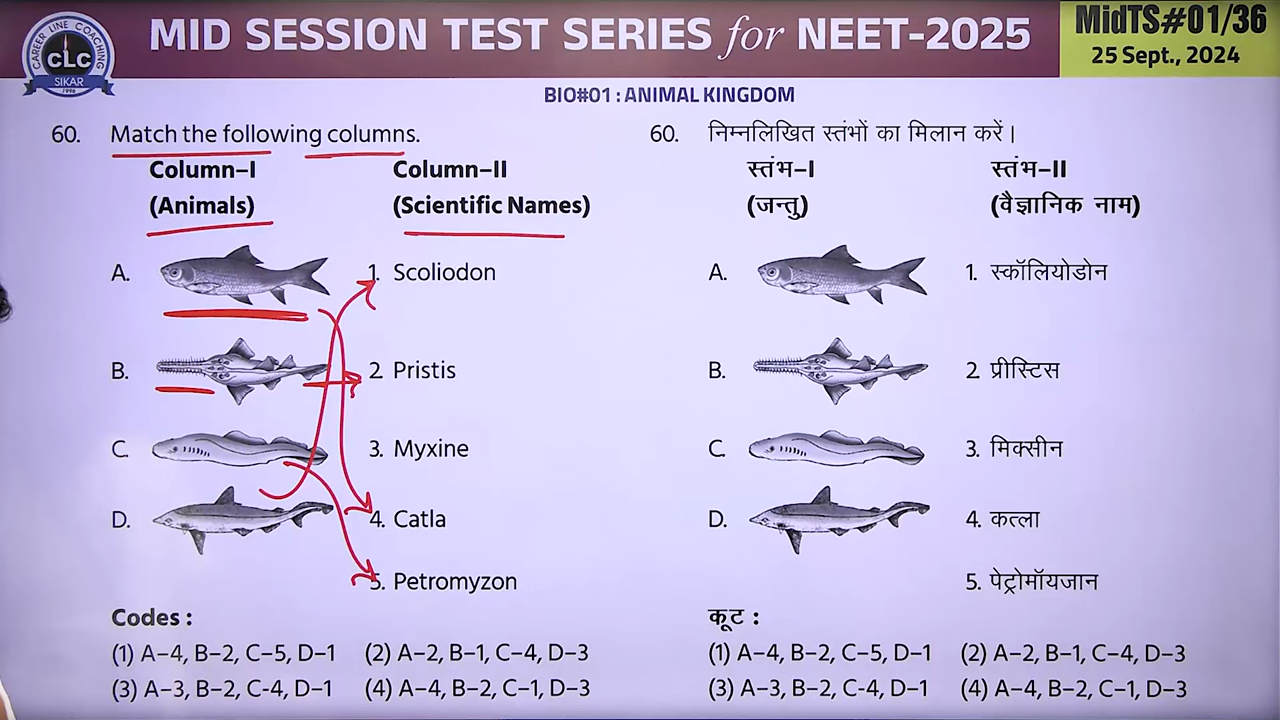 CAREER LINE COACHING
CLC
SIKAR
1996
MID SESSION TEST SERIES for NEET-2025
MidTS#01/36
25 Sept., 2024
BIO#01 : ANIMAL KINGDOM
60. Match the following columns.
Column–I Column–II
(Animals) (Scientific Names)
A. 1. Scoliodon
B. 2 Pristis
C. 3. Myxine
D. 4. Catla
5. Petromyzon
Codes :
(1) A–4, B–2, C–5, D–1 (2) A–2, B–1, C–4, D–3
(3) A–3, B–2, C-4, D–1 (4) A–4, B–2, C–1, D–3
60. निम्नलिखित स्तंभों का मिलान करें।
स्तंभ–I स्तंभ–II
(जन्तु) (वैज्ञानिक नाम)
A. 1. स्कॉलियोडोन
B. 2 प्रीस्टिस
C. 3. मिक्सीन
D. 4. कत्ला
5. पेट्रोमॉयजान
कूट :
(1) A–4, B–2, C–5, D–1 (2) A–2, B–1, C–4, D–3
(3) A–3, B–2, C-4, D–1 (4) A–4, B–2, C–1, D–3